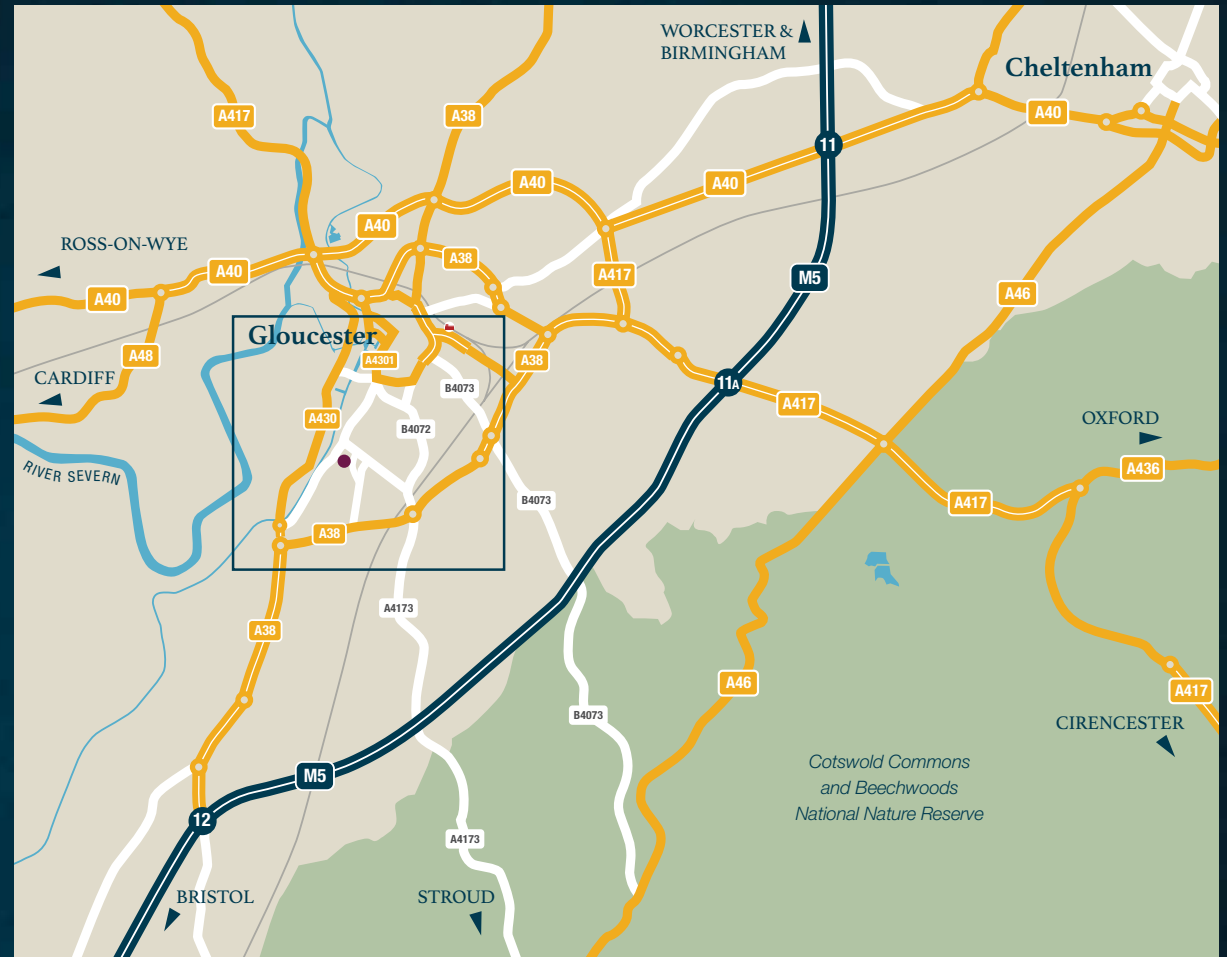 WORCESTER &
BIRMINGHAM
Cheltenham
A417
A38
A40
11
A40
A40
A40
ROSS-ON-WYE
A40
A38
A417
M5
A46
A40
Gloucester
A48
A4301
A38
11A
CARDIFF
B4073
A417
A430
B4072
OXFORD
RIVER SEVERN
A436
B4073
A417
A38
A4173
A38
A46
A417
B4073
CIRENCESTER
Cotswold Commons
and Beechwoods
National Nature Reserve
M5
12
A4173
BRISTOL
STROUD